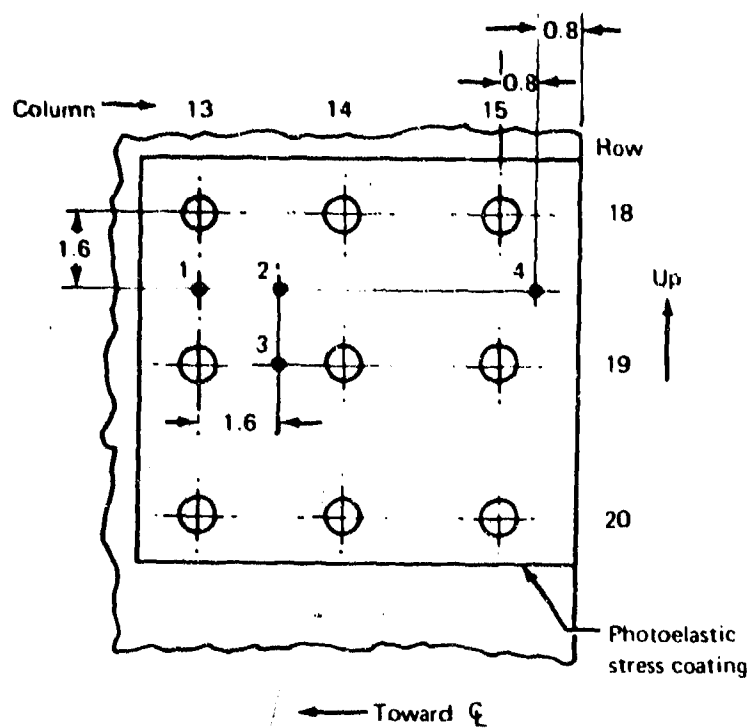 0.8
0.8
Column 13 14 15
Row
18
1.6
1 2 4
Up
3
19
1.6
20
Photoelastic
stress coating
Toward ℄